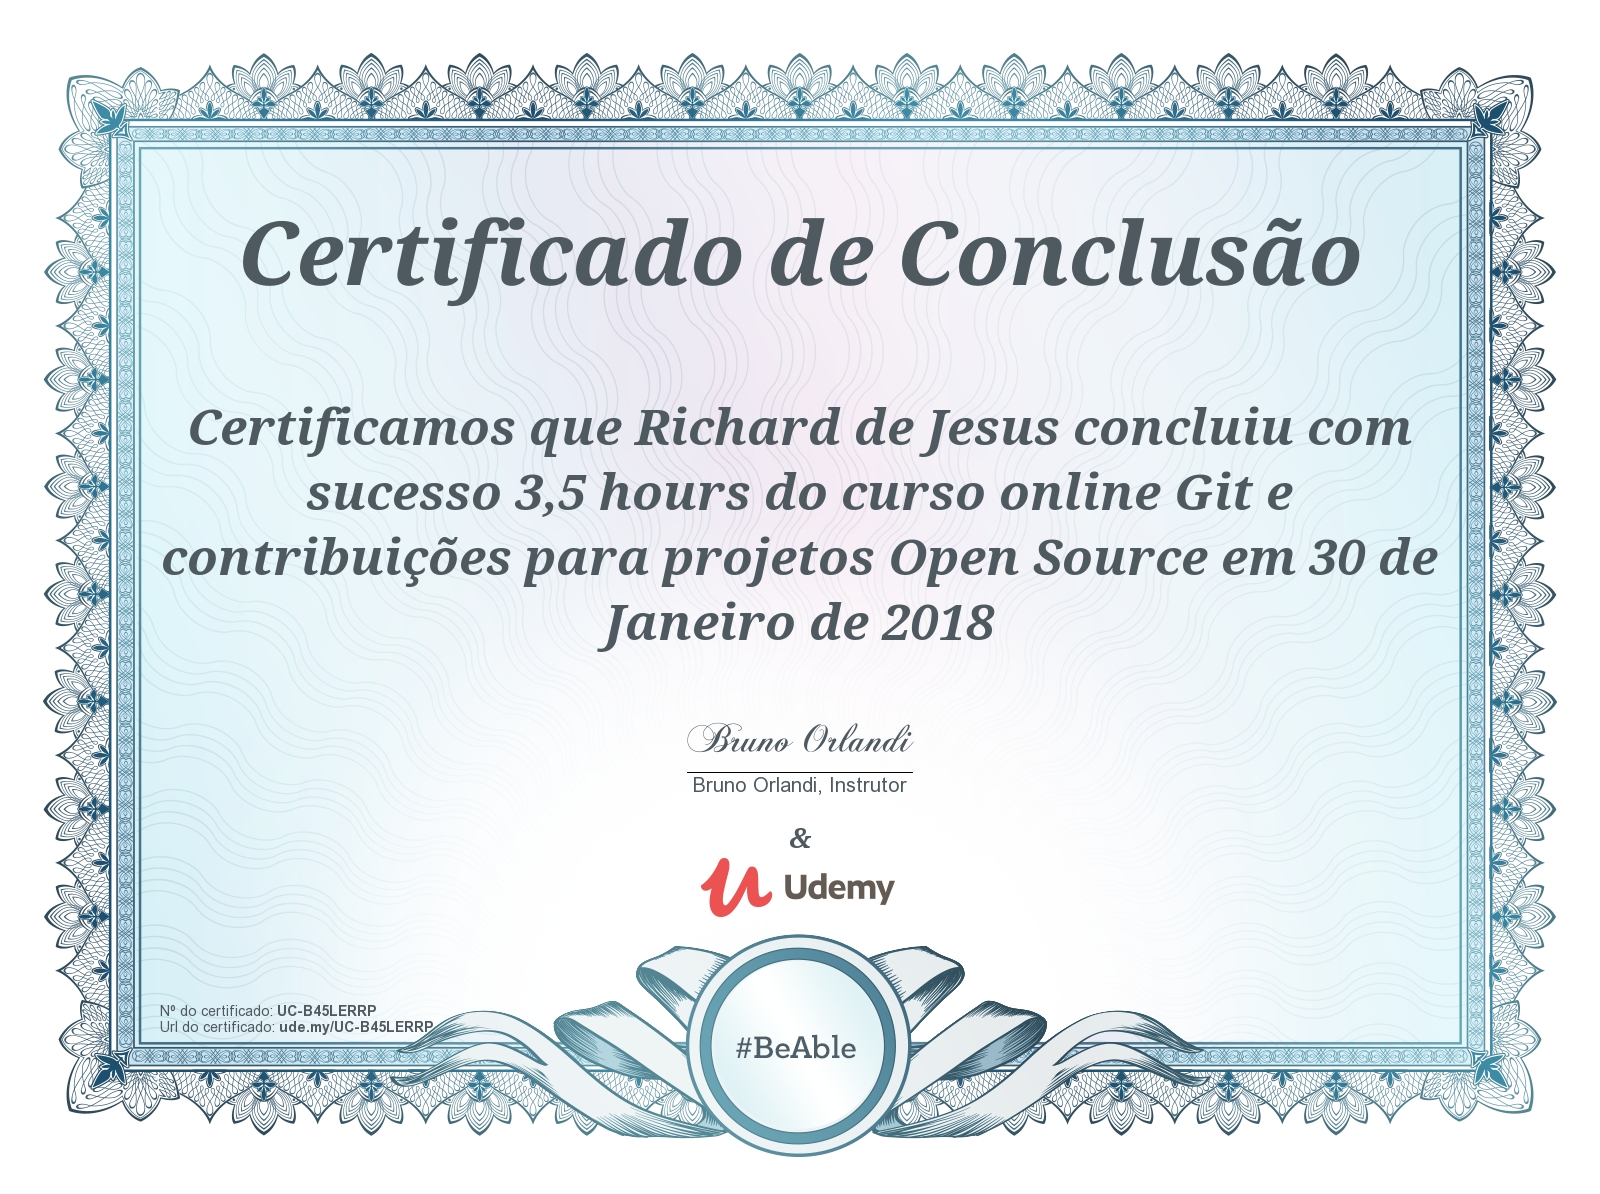 Certificado de Conclusão
Certificamos que Richard de Jesus concluiu com
sucesso 3,5 hours do curso online Git e
contribuições para projetos Open Source em 30 de
Janeiro de 2018
Bruno Orlandi
Bruno Orlandi, Instrutor
&
Udemy
Nº do certificado: UC-B45LERRP
Url do certificado: ude.my/UC-B45LERRP
#BeAble